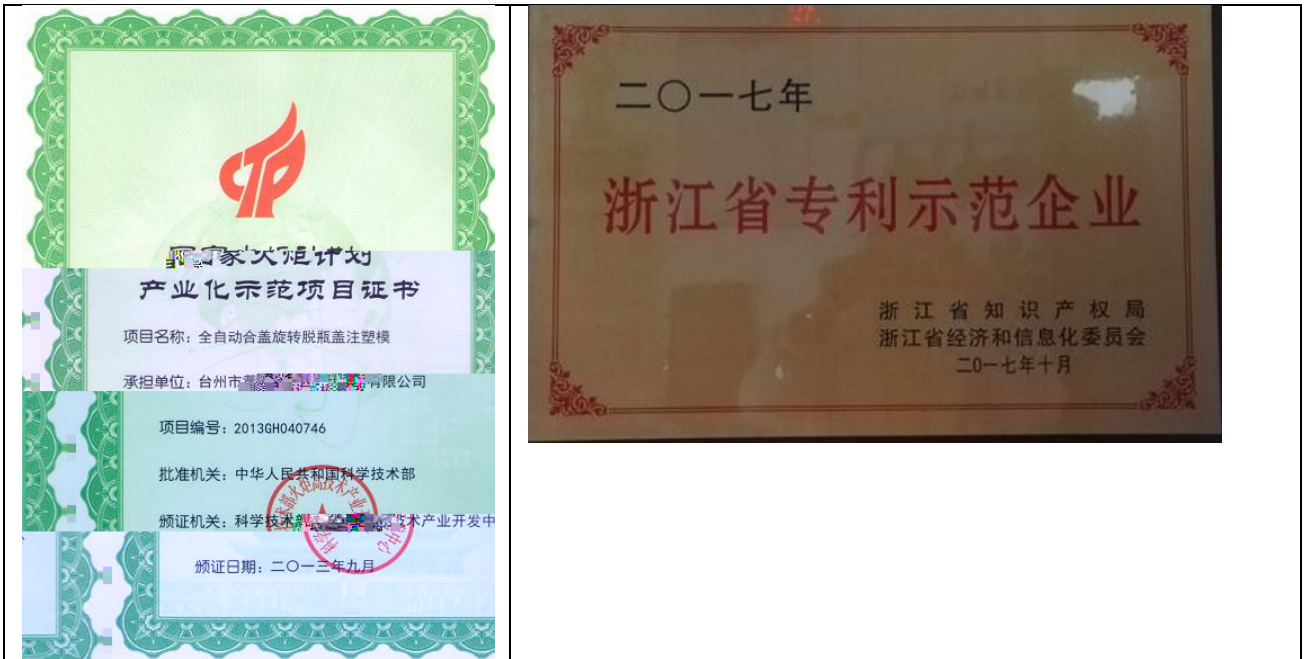 国家火炬计划
产业化示范项目证书
项目名称：全自动合盖旋转脱瓶盖注塑模
承担单位：台州市 有限公司
项目编号：2013GH040746
批准机关：中华人民共和国科学技术部
颁证机关：科学技术部 技术产业开发中
颁证日期：二〇一三年九月
二〇一七年
浙江省专利示范企业
浙江省知识产权局
浙江省经济和信息化委员会
二0一七年十月